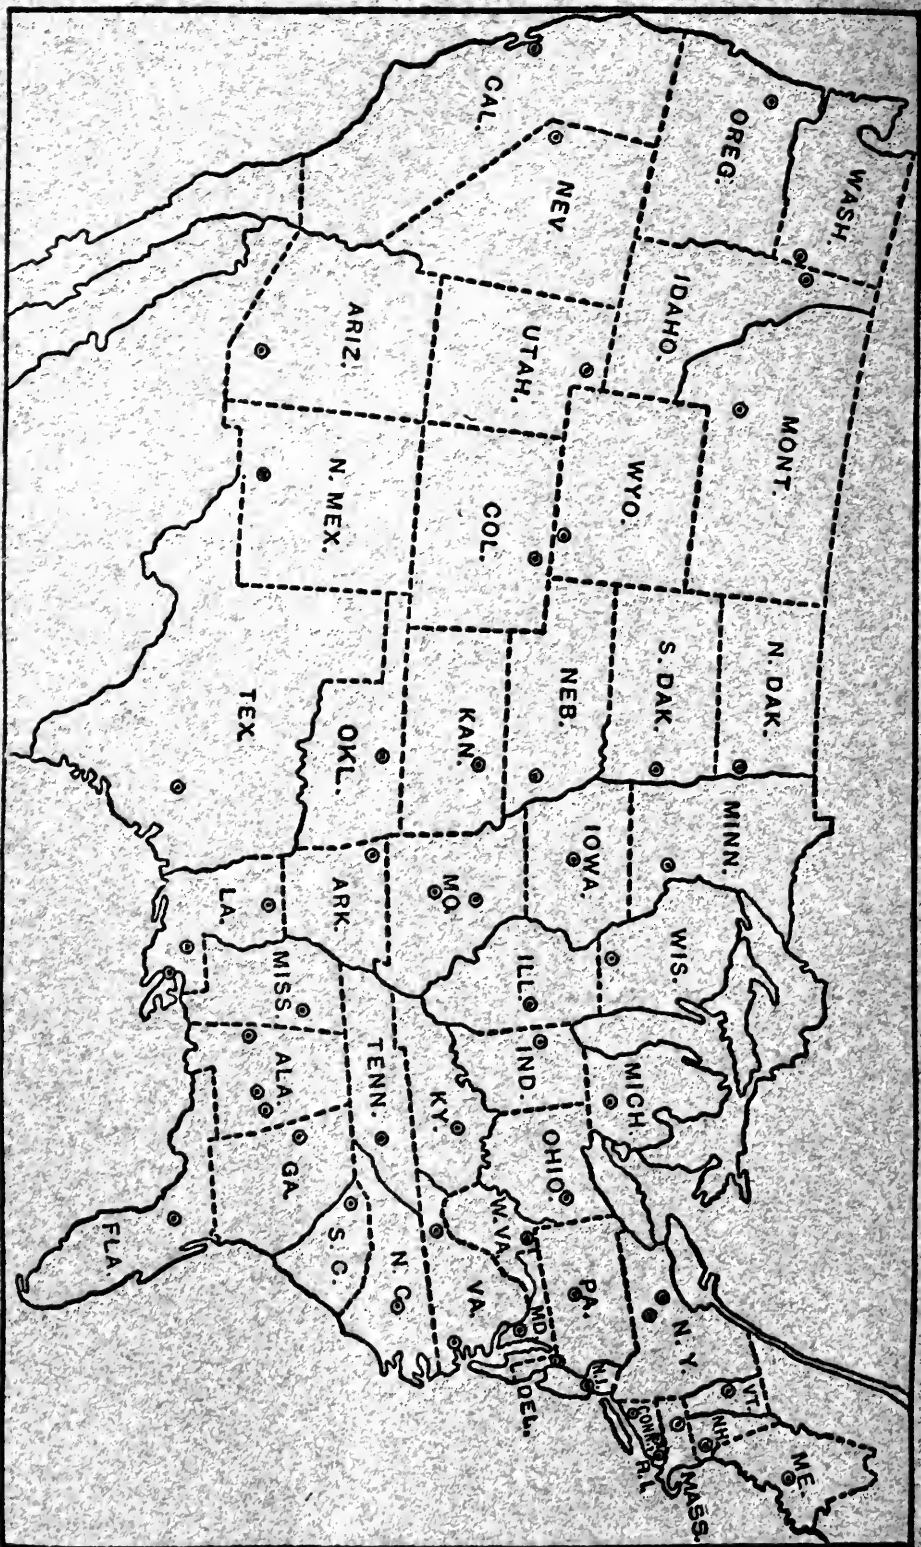 WASH.
OREG.
CAL.
NEV
IDAHO.
MONT.
WYO.
UTAH.
COL.
ARIZ.
N. MEX.
N. DAK.
S. DAK.
NEB.
KAN.
OKL.
TEX.
MINN.
IOWA.
MO.
ARK.
LA.
WIS.
ILL.
MICH.
IND.
OHIO.
KY.
TENN.
MISS.
ALA.
GA.
FLA.
S. C.
N. C.
VA.
W. VA.
MD.
DEL.
PA.
N. J.
N. Y.
CONN.
R.I.
MASS.
VT.
N.H.
ME.